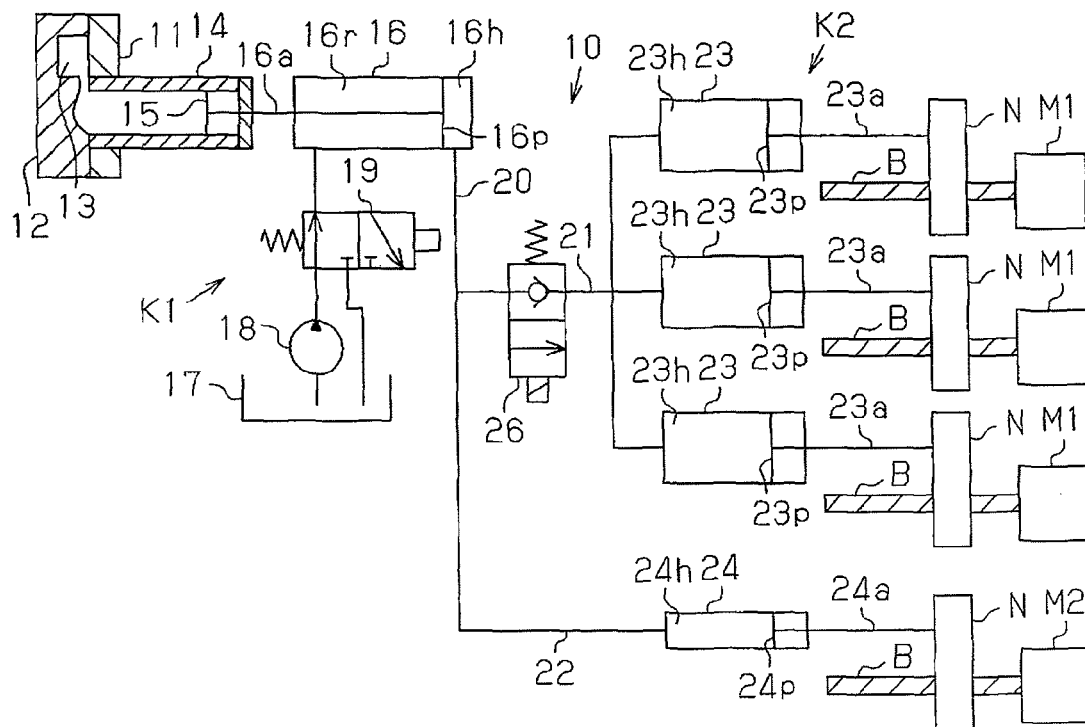 11 14 16r 16 16h 10 K2
16a
23h 23 23a N M1
15
16p
B
20
23p
12 13 19
21 23h 23 23a N M1
K1
B
18
23p
17 26
23h 23 23a N M1
B
23p
24h 24 24a N M2
22
B
24p